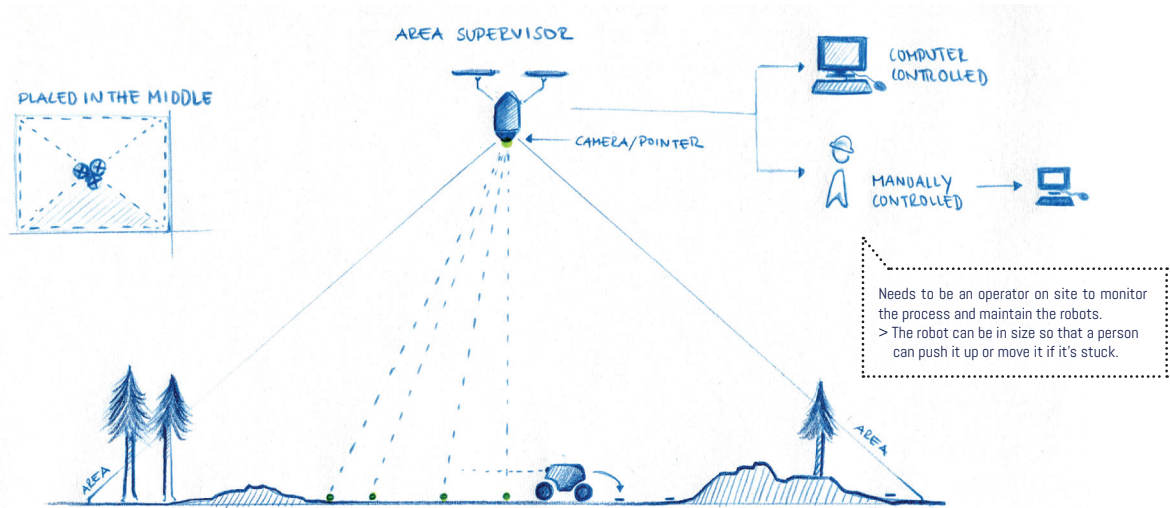 AREA SUPERVISOR
PLACED IN THE MIDDLE
CAMERA/POINTER
COMPUTER
CONTROLLED
MANUALLY
CONTROLLED
Needs to be an operator on site to monitor
the process and maintain the robots.
> The robot can be in size so that a person
can push it up or move it if it's stuck.
AREA
AREA